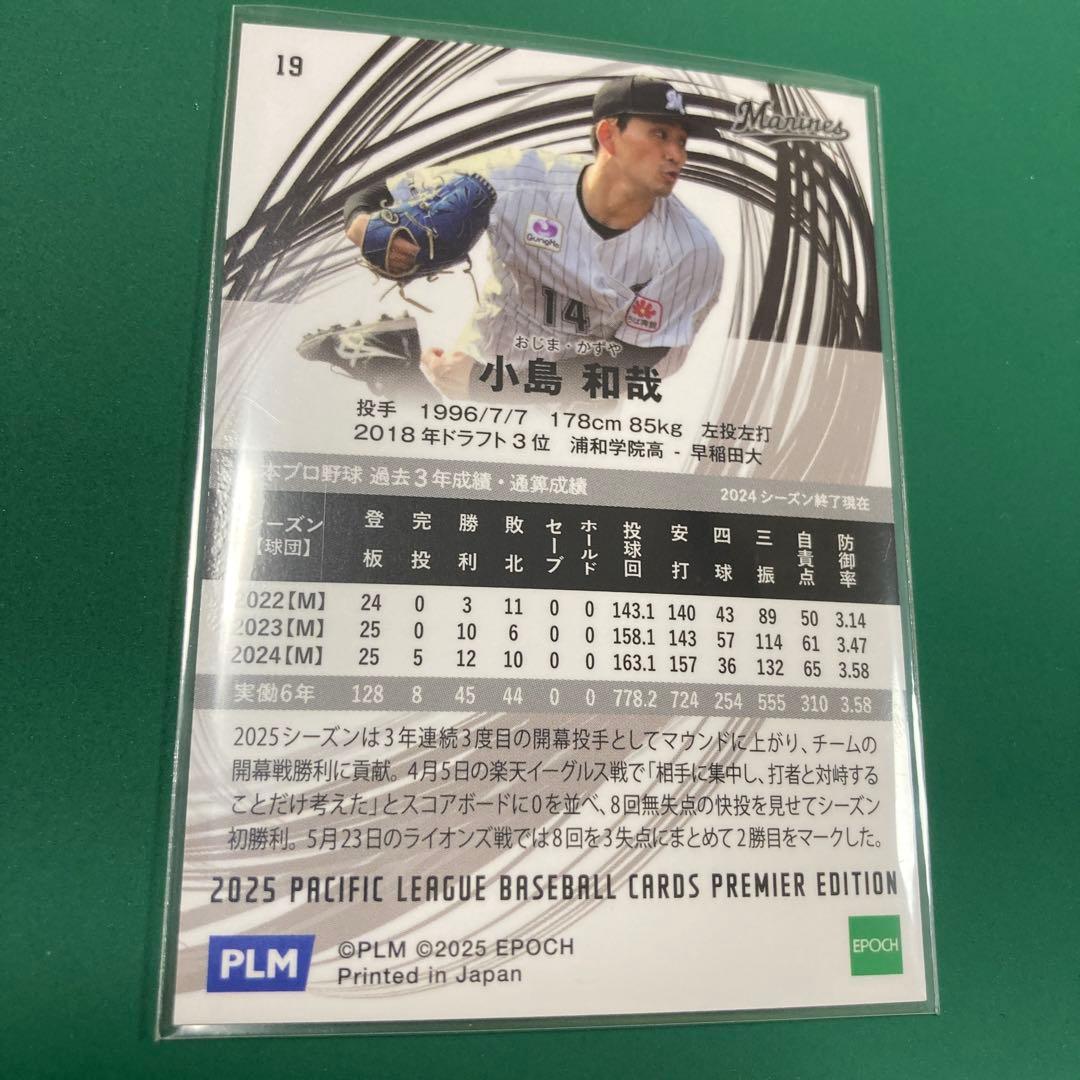 19
Marines
GungHo
14
おじま・かずや
小島 和哉
投手 1996/7/7 178cm 85kg 左投左打
2018年ドラフト3位 浦和学院高 - 早稲田大
本プロ野球 過去3年成績・通算成績 2024シーズン終了現在
シーズン【球団】 登板 完投 勝利 敗北 セーブ ホールド 投球回 安打 四球 三振 自責点 防御率
2022【M】 24 0 3 11 0 0 143.1 140 43 89 50 3.14
2023【M】 25 0 10 6 0 0 158.1 143 57 114 61 3.47
2024【M】 25 5 12 10 0 0 163.1 157 36 132 65 3.58
実働6年 128 8 45 44 0 0 778.2 724 254 555 310 3.58
2025シーズンは3年連続3度目の開幕投手としてマウンドに上がり、チームの
開幕戦勝利に貢献。4月5日の楽天イーグルス戦で「相手に集中し、打者と対峙する
ことだけ考えた」とスコアボードに0を並べ、8回無失点の快投を見せてシーズン
初勝利。5月23日のライオンズ戦では8回を3失点にまとめて2勝目をマークした。
2025 PACIFIC LEAGUE BASEBALL CARDS PREMIER EDITION
PLM
©PLM ©2025 EPOCH
Printed in Japan
EPOCH